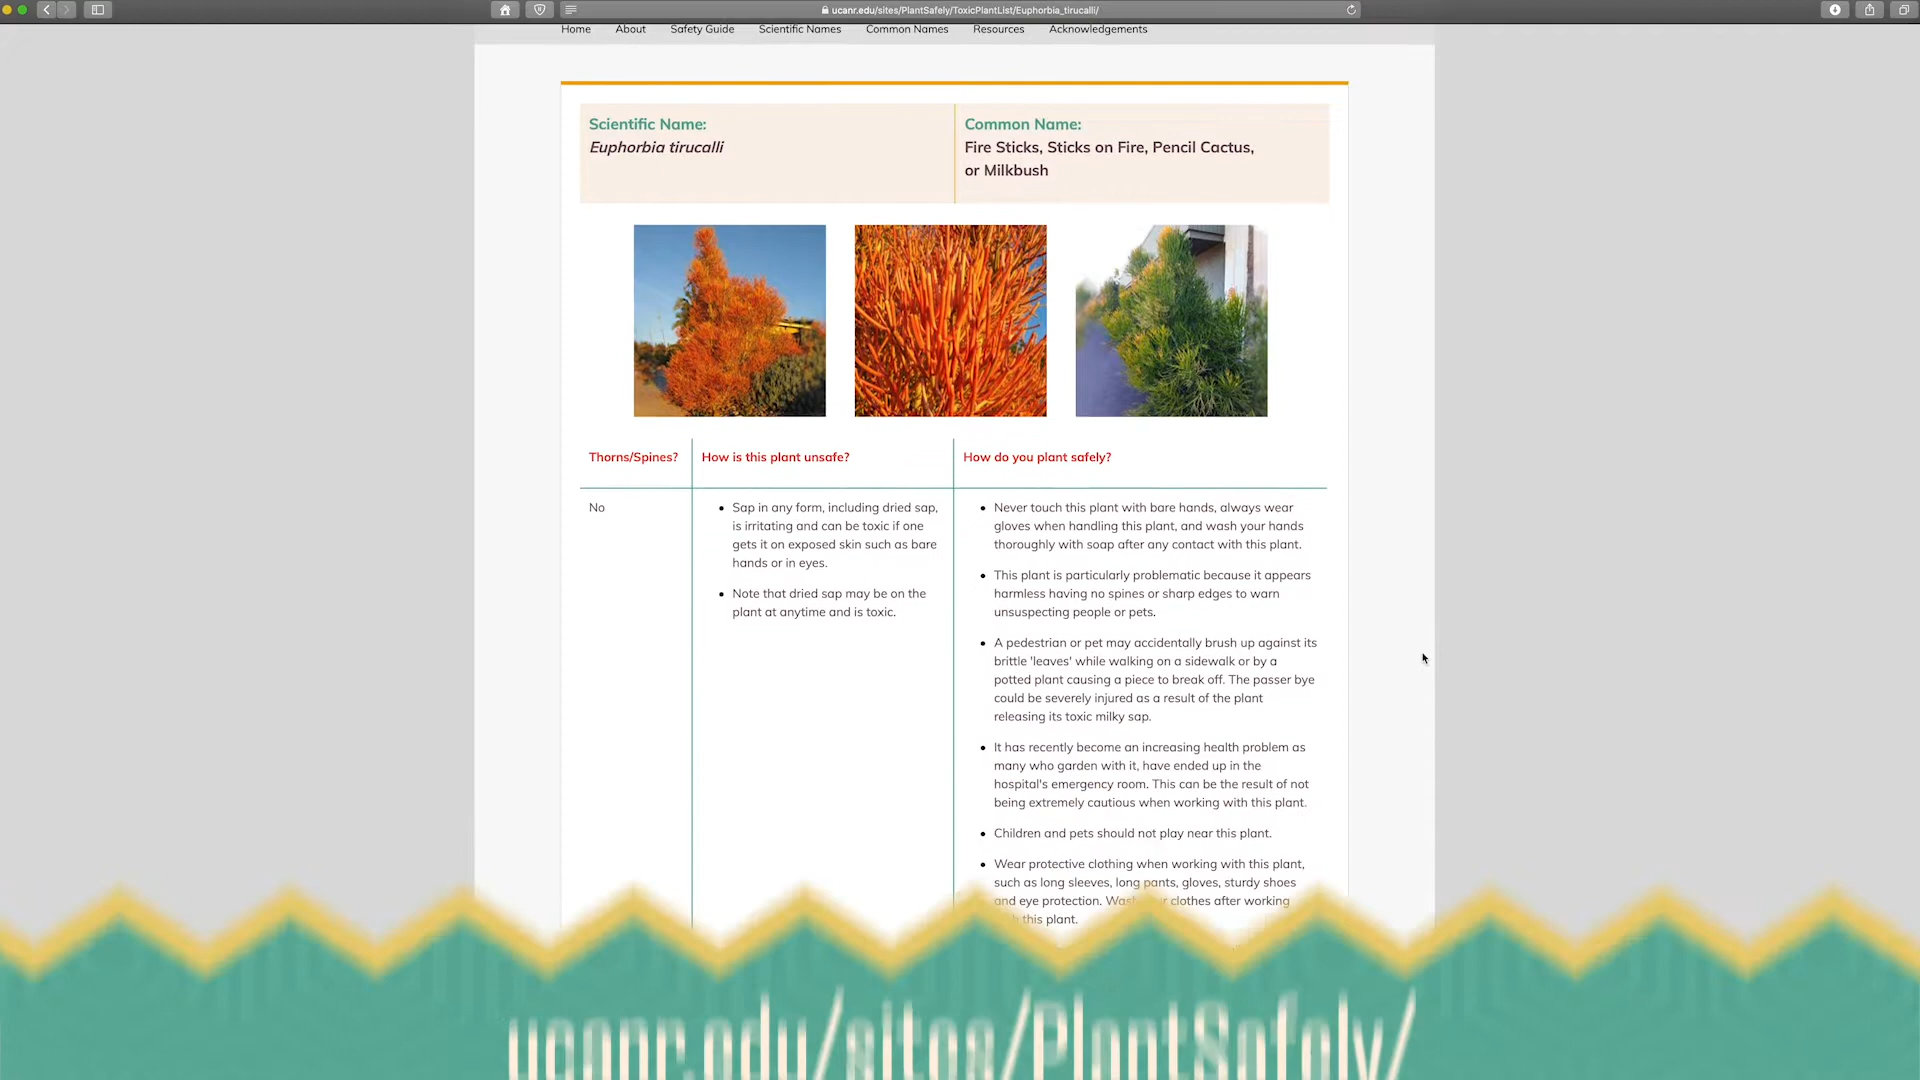 ucanr.edu/sites/PlantSafely/ToxicPlantList/Euphorbia_tirucalli/
Home About Safety Guide Scientific Names Common Names Resources Acknowledgements
Scientific Name:
Euphorbia tirucalli
Common Name:
Fire Sticks, Sticks on Fire, Pencil Cactus,
or Milkbush
Thorns/Spines? How is this plant unsafe? How do you plant safely?
No
• Sap in any form, including dried sap,
is irritating and can be toxic if one
gets it on exposed skin such as bare
hands or in eyes.
• Note that dried sap may be on the
plant at anytime and is toxic.
• Never touch this plant with bare hands, always wear
gloves when handling this plant, and wash your hands
thoroughly with soap after any contact with this plant.
• This plant is particularly problematic because it appears
harmless having no spines or sharp edges to warn
unsuspecting people or pets.
• A pedestrian or pet may accidentally brush up against its
brittle 'leaves' while walking on a sidewalk or by a
potted plant causing a piece to break off. The passer bye
could be severely injured as a result of the plant
releasing its toxic milky sap.
• It has recently become an increasing health problem as
many who garden with it, have ended up in the
hospital's emergency room. This can be the result of not
being extremely cautious when working with this plant.
• Children and pets should not play near this plant.
• Wear protective clothing when working with this plant,
such as long sleeves, long pants, gloves, sturdy shoes
and eye protection. clothes after working
this plant.
ucanr.edu/sites/PlantSafely/